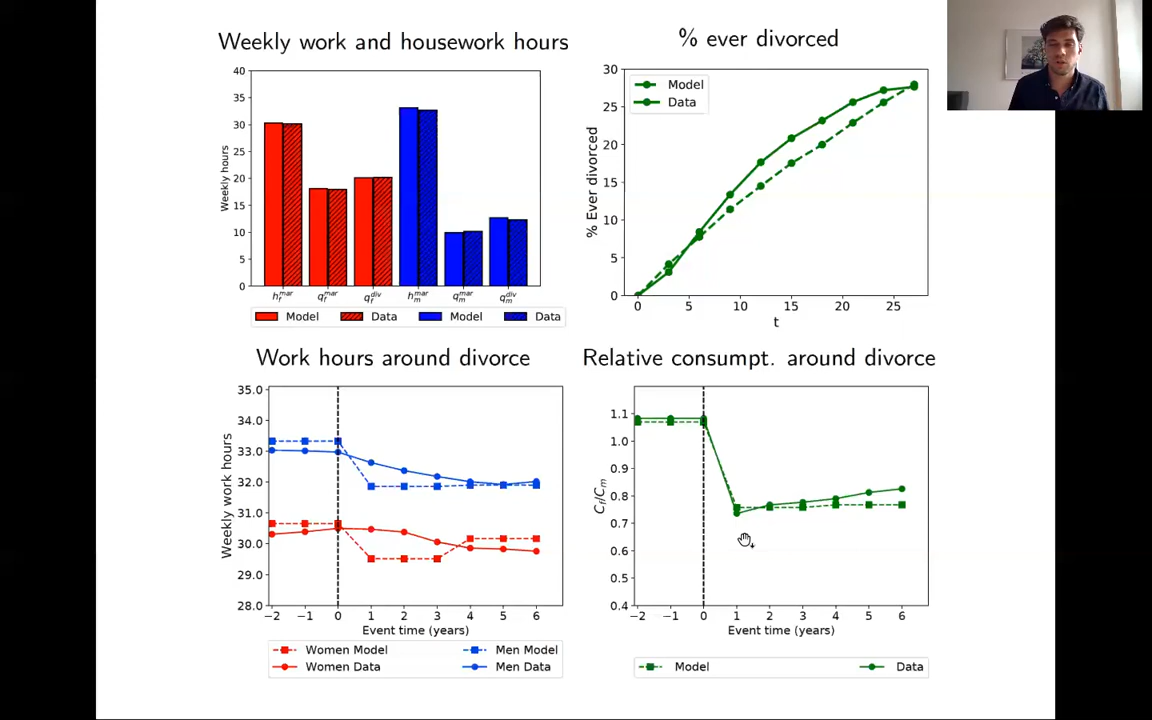 Weekly work and housework hours
40
35
30
25
20
15
10
5
0
Weekly hours
h_f^mar q_f^mar q_f^div h_m^mar q_m^mar q_m^div
Model Data Model Data
% ever divorced
30
25
20
15
10
5
0
% Ever divorced
Model
Data
0 5 10 15 20 25
t
Work hours around divorce
35.0
34.0
33.0
32.0
31.0
30.0
29.0
28.0
Weekly work hours
−2 −1 0 1 2 3 4 5 6
Event time (years)
Women Model Men Model
Women Data Men Data
Relative consumpt. around divorce
1.1
1.0
0.9
0.8
0.7
0.6
0.5
0.4
C_f/C_m
−2 −1 0 1 2 3 4 5 6
Event time (years)
Model Data